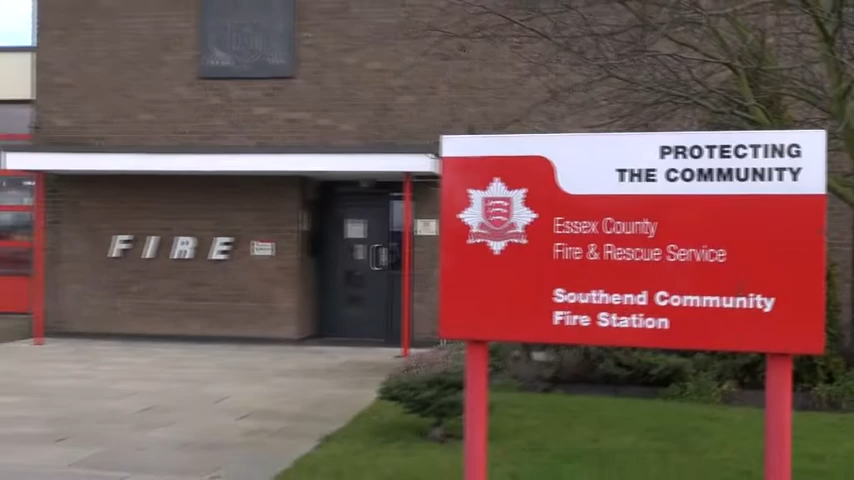 PROTECTING
THE COMMUNITY
Essex County
Fire & Rescue Service
Southend Community
Fire Station
FIRE